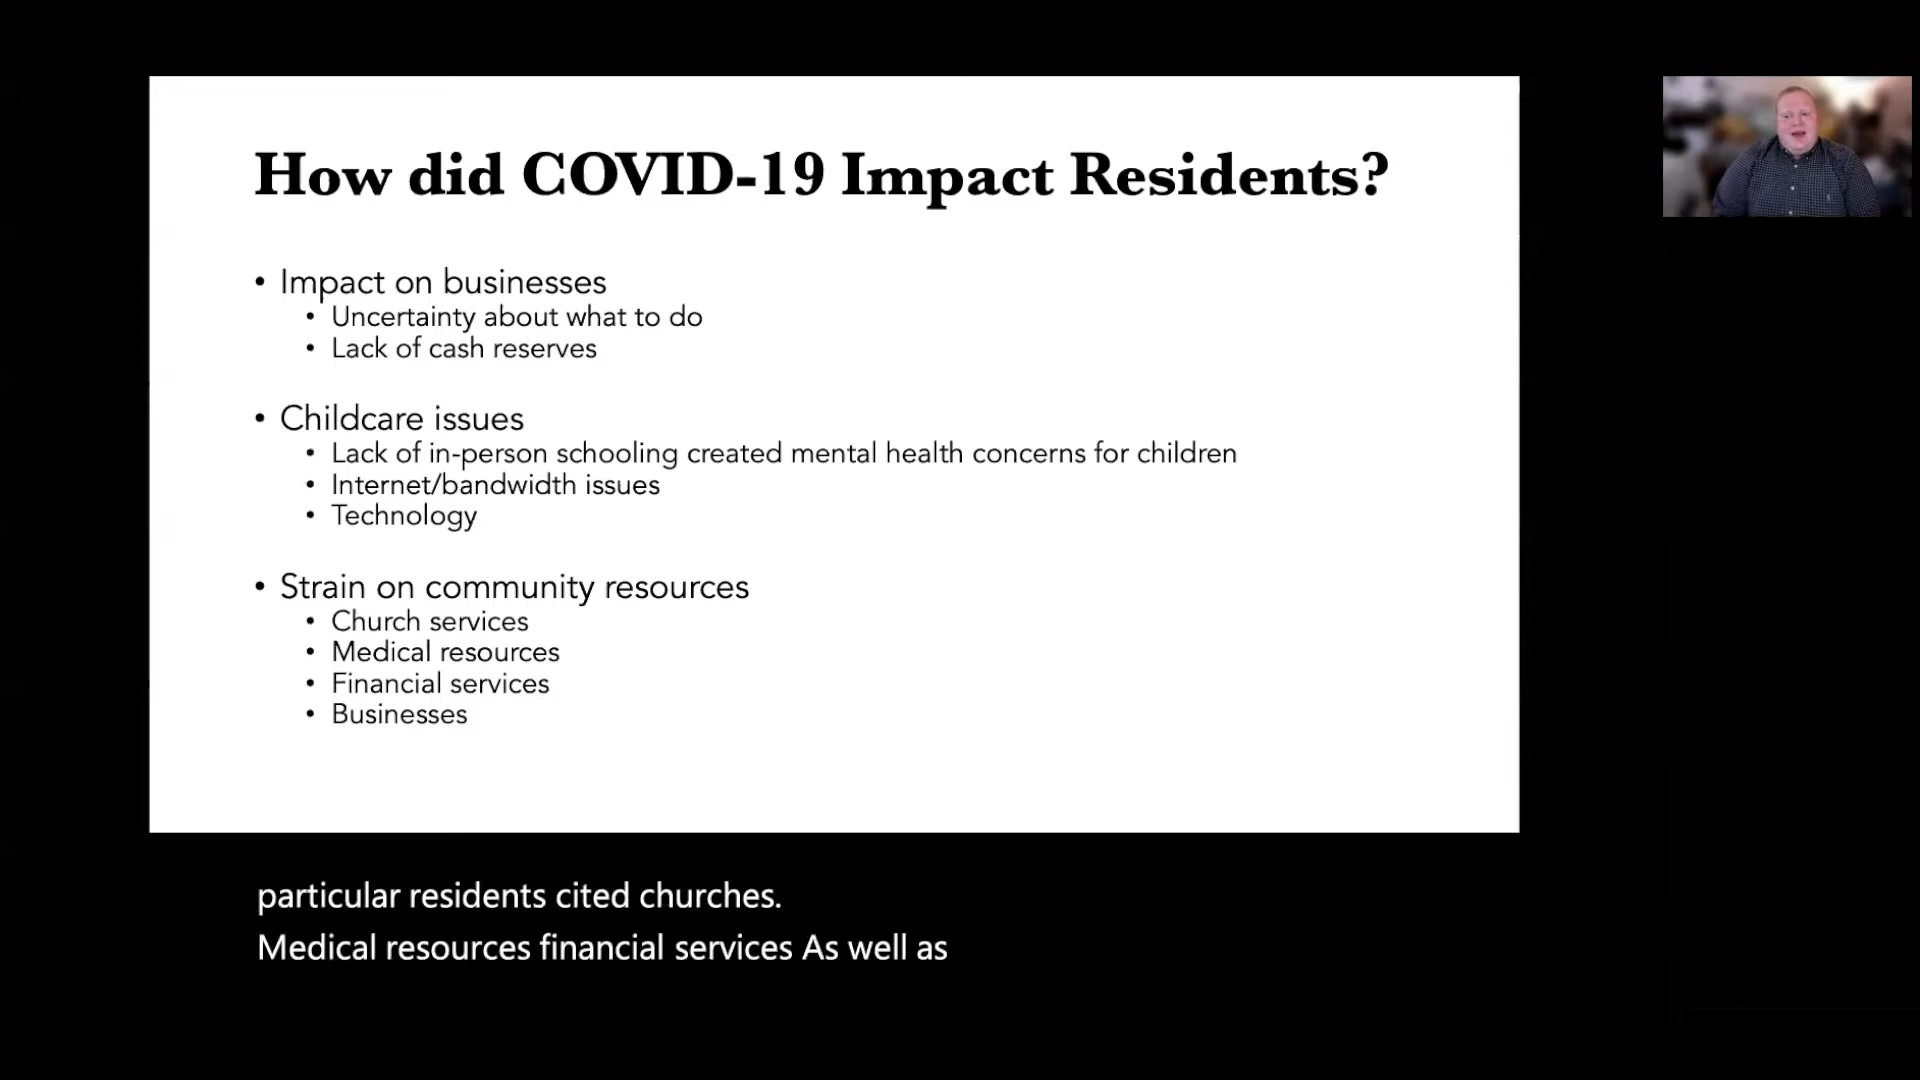 How did COVID-19 Impact Residents?
• Impact on businesses
• Uncertainty about what to do
• Lack of cash reserves
• Childcare issues
• Lack of in-person schooling created mental health concerns for children
• Internet/bandwidth issues
• Technology
• Strain on community resources
• Church services
• Medical resources
• Financial services
• Businesses
particular residents cited churches.
Medical resources financial services As well as